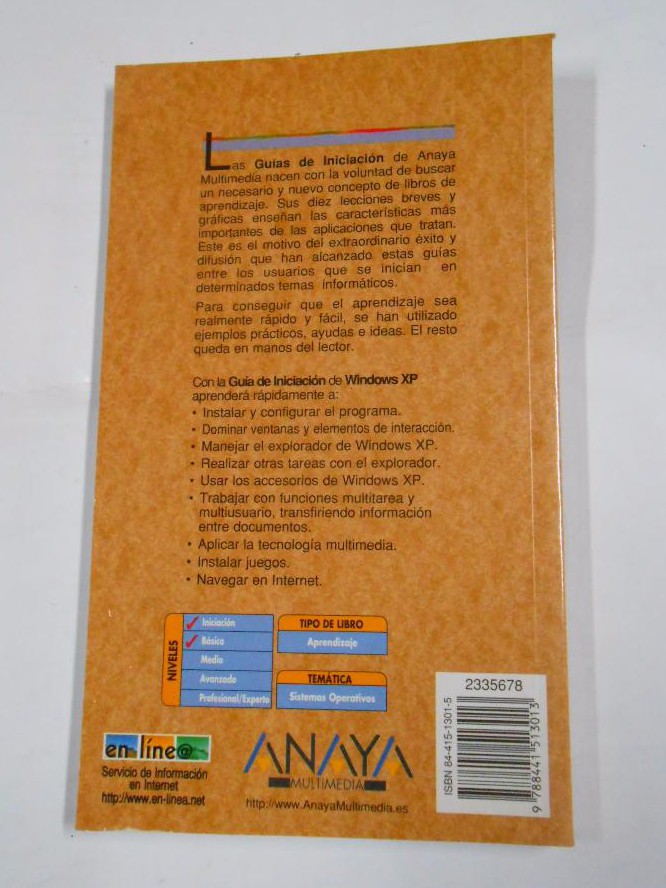 Las Guías de Iniciación de Anaya
Multimedia nacen con la voluntad de buscar
un necesario y nuevo concepto de libros de
aprendizaje. Sus diez lecciones breves y
gráficas enseñan las características más
importantes de las aplicaciones que tratan.
Este es el motivo del extraordinario éxito y
difusión que han alcanzado estas guías
entre los usuarios que se inician en
determinados temas informáticos.
Para conseguir que el aprendizaje sea
realmente rápido y fácil, se han utilizado
ejemplos prácticos, ayudas e ideas. El resto
queda en manos del lector.
Con la Guía de Iniciación de Windows XP
aprenderá rápidamente a:
• Instalar y configurar el programa.
• Dominar ventanas y elementos de interacción.
• Manejar el explorador de Windows XP.
• Realizar otras tareas con el explorador.
• Usar los accesorios de Windows XP.
• Trabajar con funciones multitarea y
multiusuario, transfiriendo información
entre documentos.
• Aplicar la tecnología multimedia.
• Instalar juegos.
• Navegar en Internet.
NIVELES
Iniciación
Básico
Medio
Avanzado
Profesional/Experto
TIPO DE LIBRO
Aprendizaje
TEMÁTICA
Sistemas Operativos
en-líne@
Servicio de Información
en Internet
http://www.en-linea.net
ANAYA
MULTIMEDIA
http://www.AnayaMultimedia.es
2335678
ISBN 84-415-1301-5
9 788441 513013